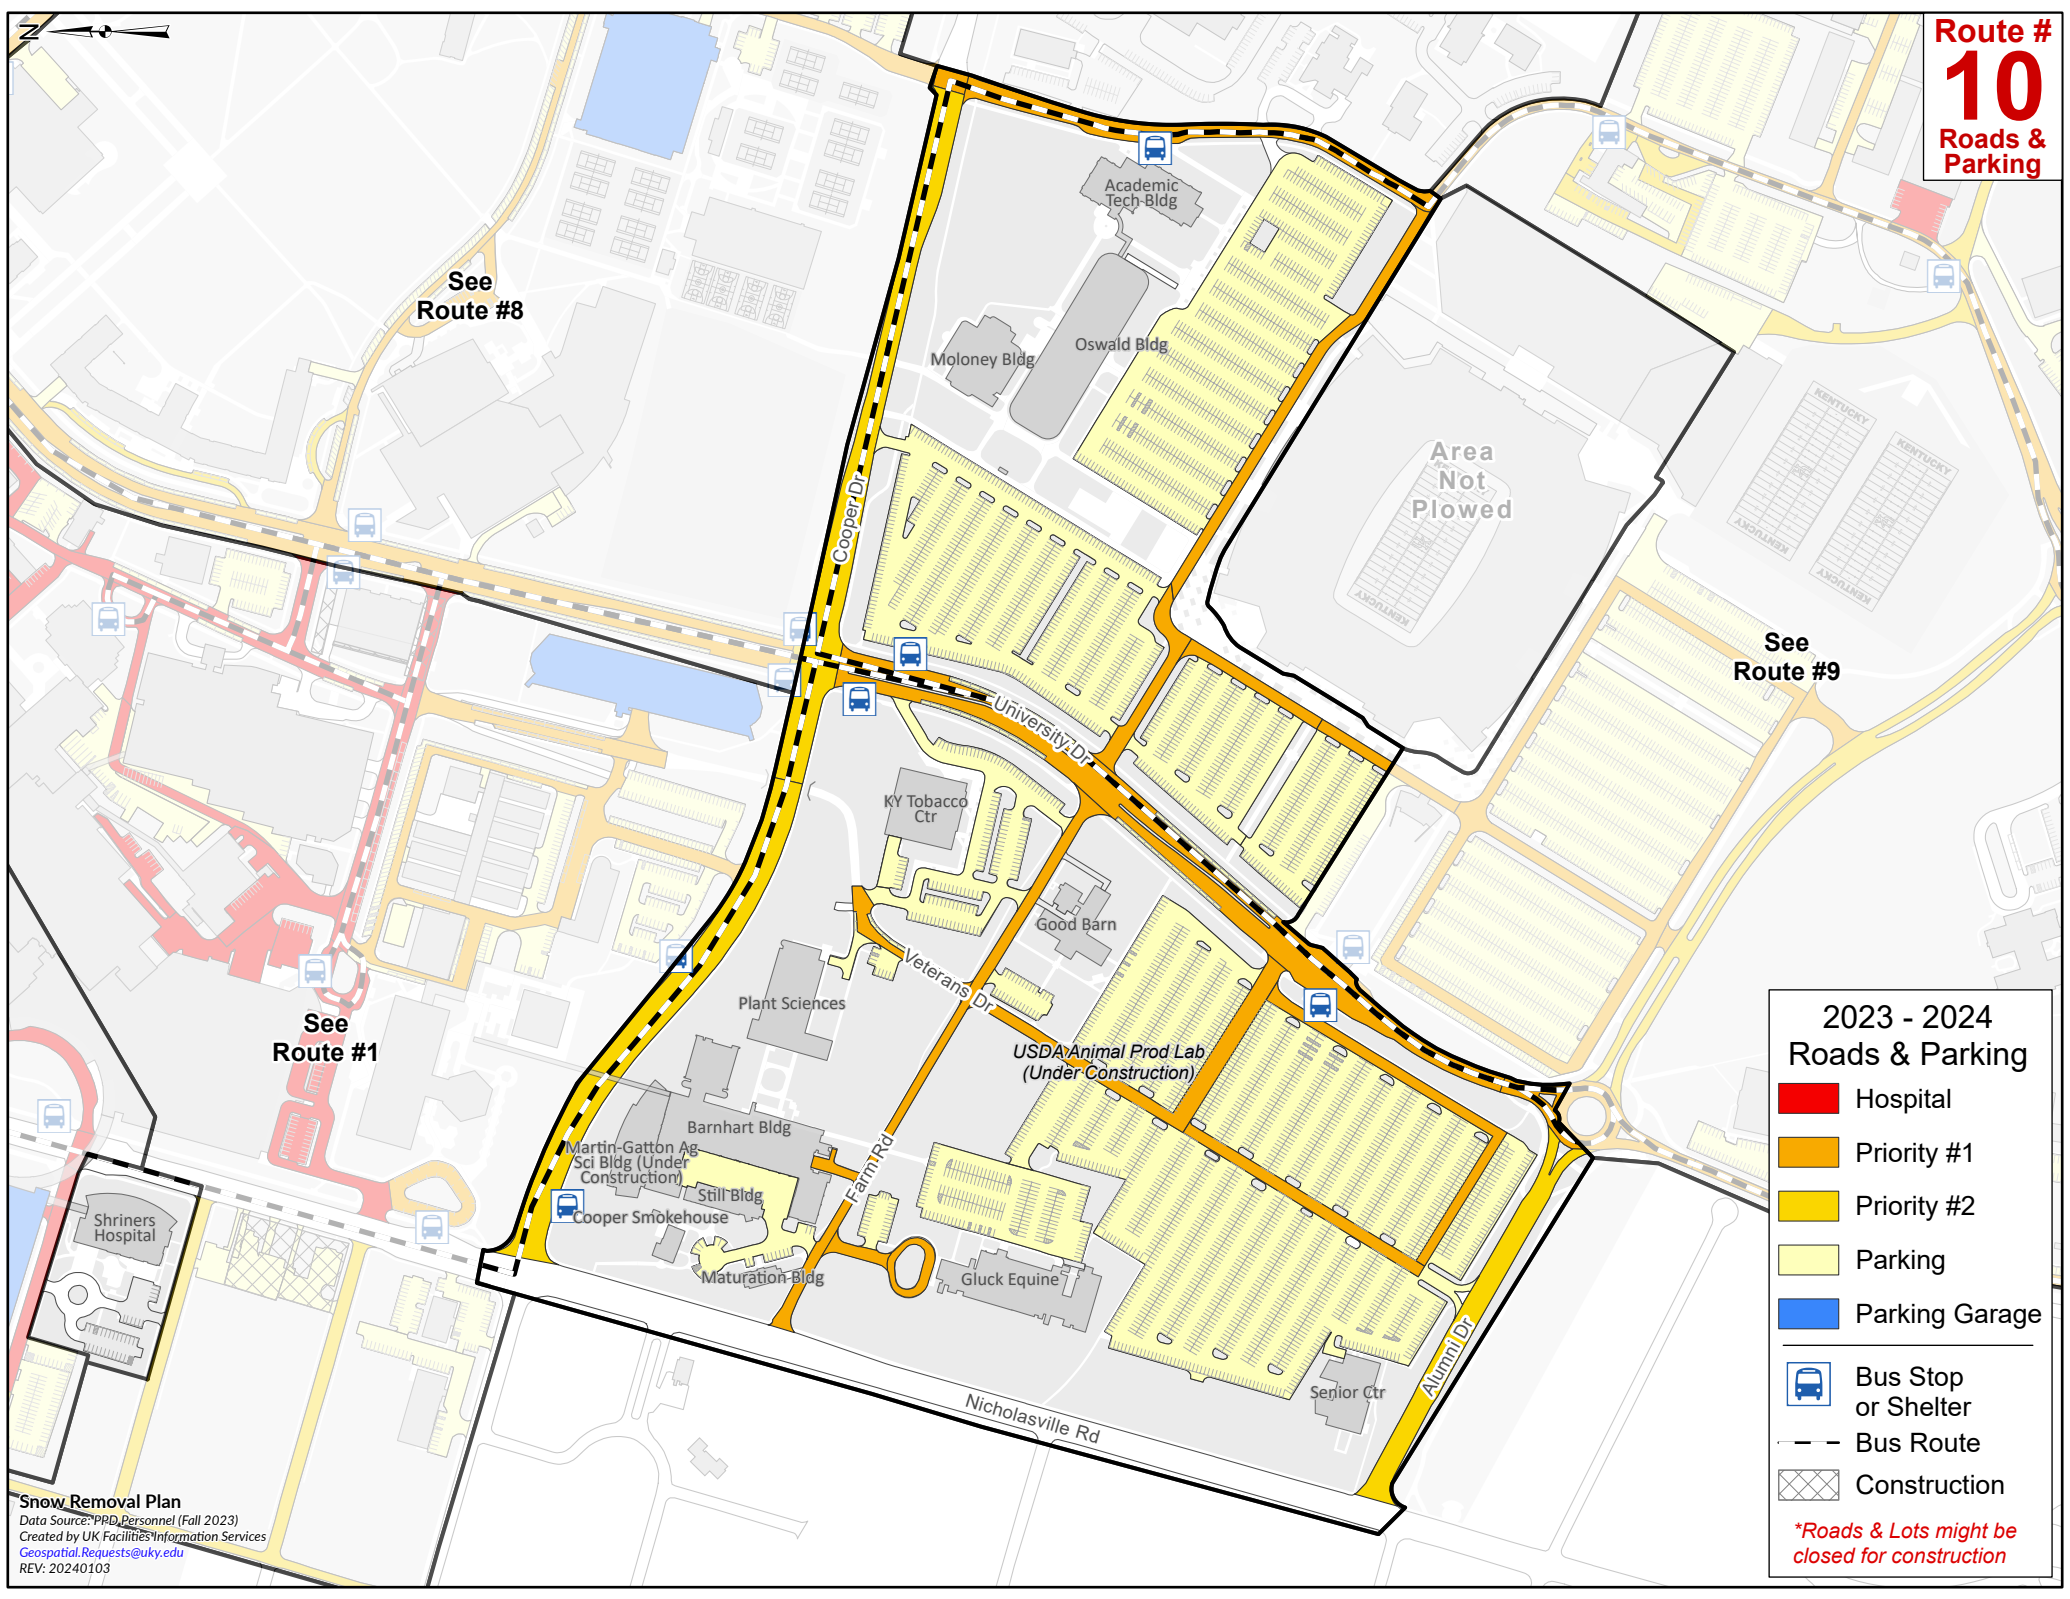 N
Route #
10
Roads &
Parking
See
Route #8
Academic
Tech Bldg
Moloney Bldg
Oswald Bldg
Area
Not
Plowed
KENTUCKY
KENTUCKY
KENTUCKY
KENTUCKY
KENTUCKY
KENTUCKY
Cooper Dr
University Dr
See
Route #9
KY Tobacco
Ctr
Good Barn
Veterans Dr
Plant Sciences
See
Route #1
USDA Animal Prod Lab
(Under Construction)
Barnhart Bldg
Martin-Gatton Ag
Sci Bldg (Under
Construction)
Still Bldg
Cooper Smokehouse
Farm Rd
Maturation Bldg
Gluck Equine
Shriners
Hospital
Senior Ctr
Alumni Dr
Nicholasville Rd
2023 - 2024
Roads & Parking
Hospital
Priority #1
Priority #2
Parking
Parking Garage
Bus Stop
or Shelter
Bus Route
Construction
*Roads & Lots might be
closed for construction
Snow Removal Plan
Data Source: PPD Personnel (Fall 2023)
Created by UK Facilities Information Services
Geospatial.Requests@uky.edu
REV: 20240103